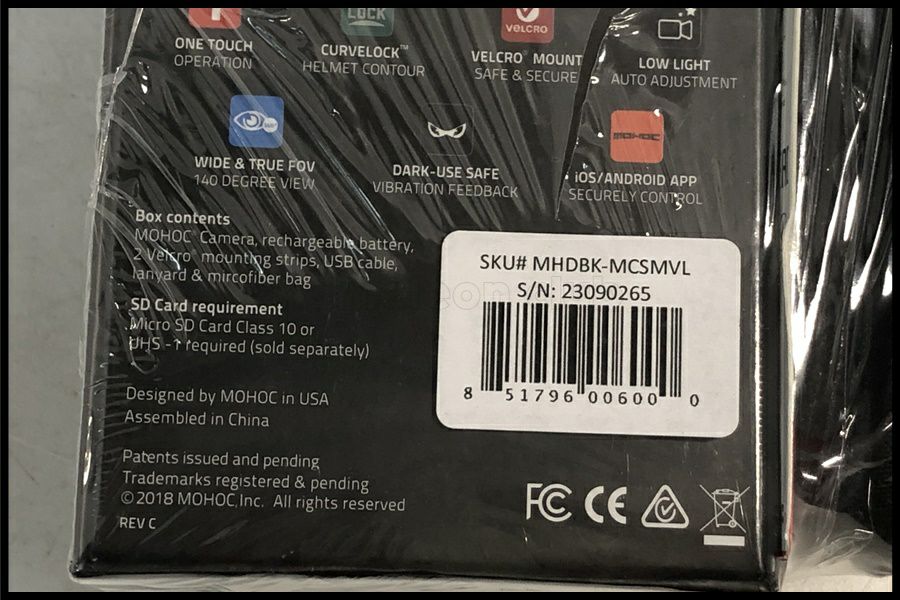 LOCK
VELCRO
ONE TOUCH
OPERATION
CURVELOCK™
HELMET CONTOUR
VELCRO® MOUNT
SAFE & SECURE
LOW LIGHT
AUTO ADJUSTMENT
MOHOC
WIDE & TRUE FOV
140 DEGREE VIEW
DARK-USE SAFE
VIBRATION FEEDBACK
iOS/ANDROID APP
SECURELY CONTROL
Box contents
MOHOC® Camera, rechargeable battery,
2 Velcro® mounting strips, USB cable,
lanyard & mircofiber bag
SD Card requirement
Micro SD Card Class 10 or
UHS -1 required (sold separately)
SKU# MHDBK-MCSMVL
S/N: 23090265
8 51796 00600 0
Designed by MOHOC in USA
Assembled in China
Patents issued and pending
Trademarks registered & pending
©2018 MOHOC,Inc. All rights reserved
REV C
FC CE